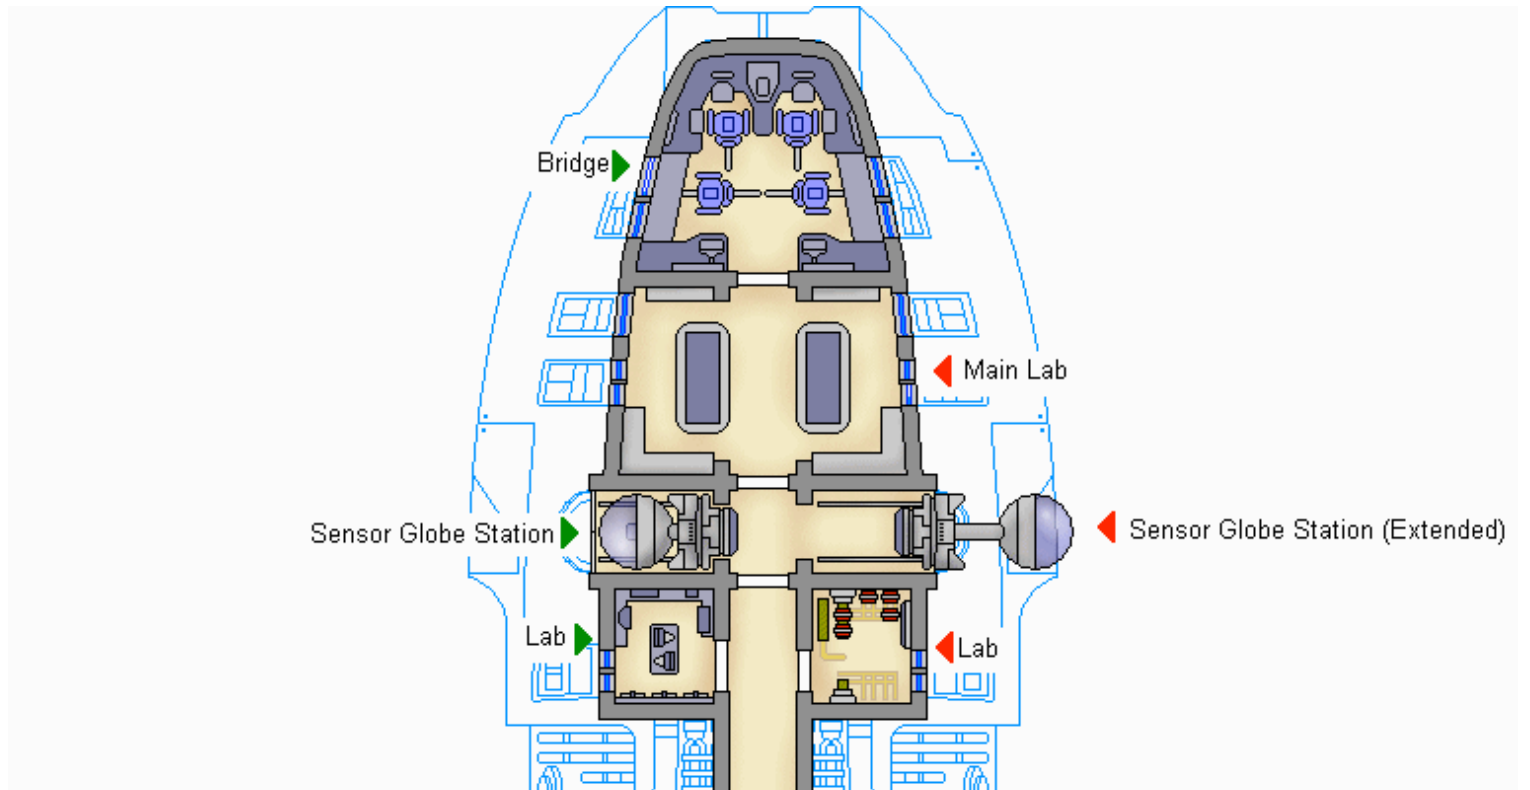 Bridge
Main Lab
Sensor Globe Station
Sensor Globe Station (Extended)
Lab
Lab